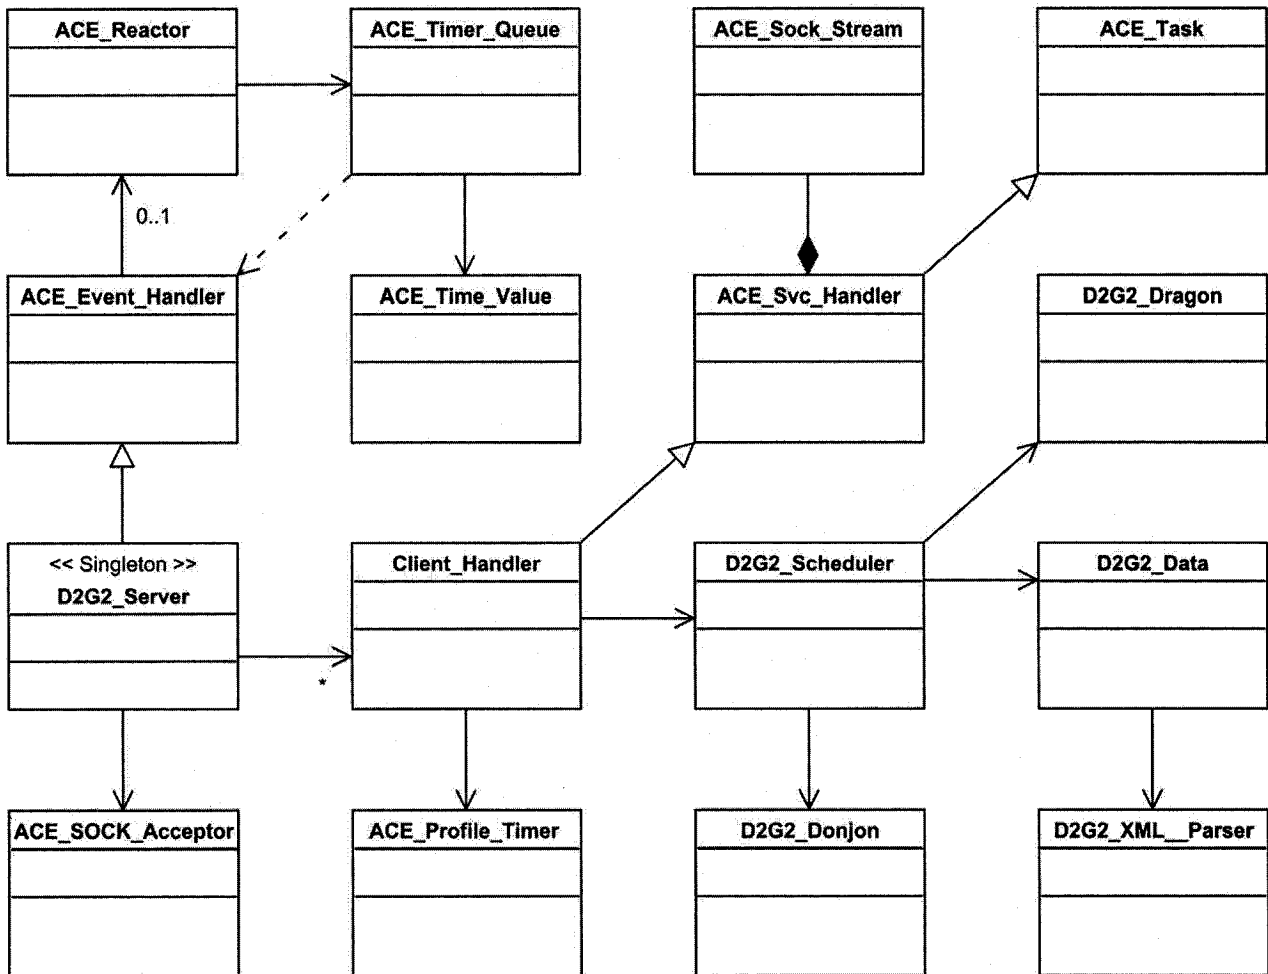 ACE_Reactor
ACE_Timer_Queue
ACE_Sock_Stream
ACE_Task
0..1
ACE_Event_Handler
ACE_Time_Value
ACE_Svc_Handler
D2G2_Dragon
<< Singleton >>
D2G2_Server
Client_Handler
D2G2_Scheduler
D2G2_Data
*
ACE_SOCK_Acceptor
ACE_Profile_Timer
D2G2_Donjon
D2G2_XML__Parser